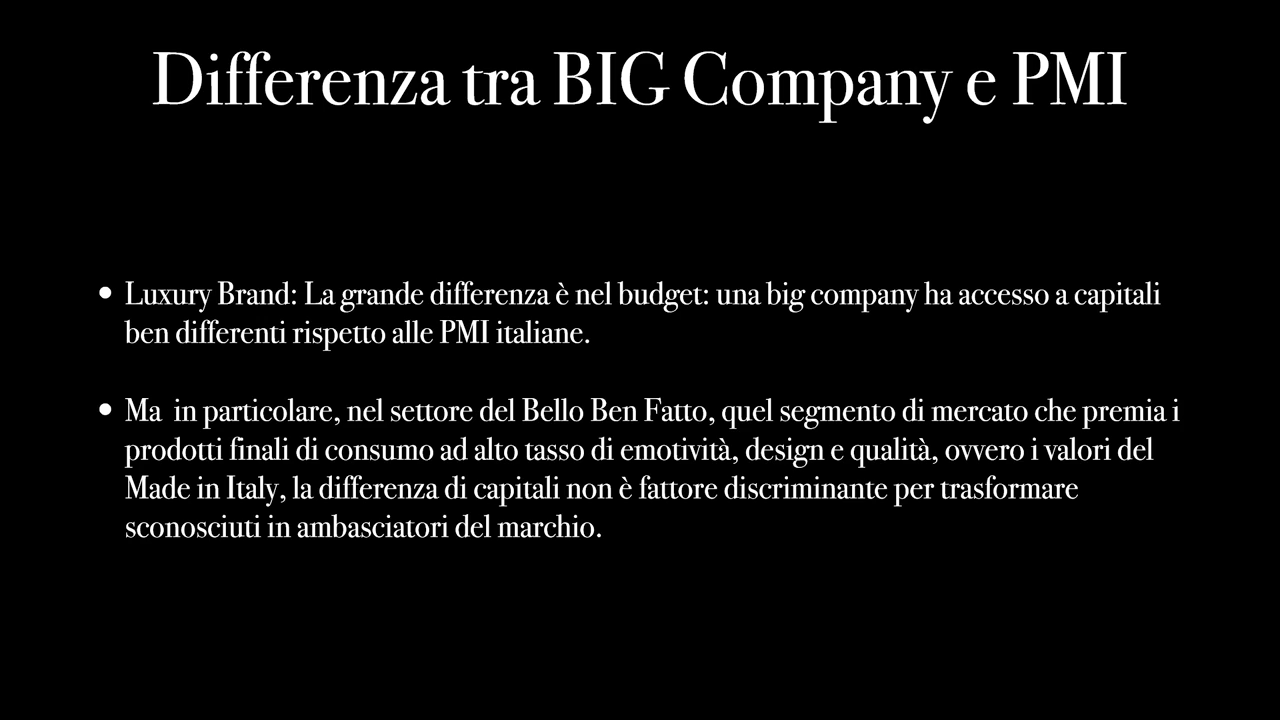 Differenza tra BIG Company e PMI
• Luxury Brand: La grande differenza è nel budget: una big company ha accesso a capitali
ben differenti rispetto alle PMI italiane.
• Ma  in particolare, nel settore del Bello Ben Fatto, quel segmento di mercato che premia i
prodotti finali di consumo ad alto tasso di emotività, design e qualità, ovvero i valori del
Made in Italy, la differenza di capitali non è fattore discriminante per trasformare
sconosciuti in ambasciatori del marchio.